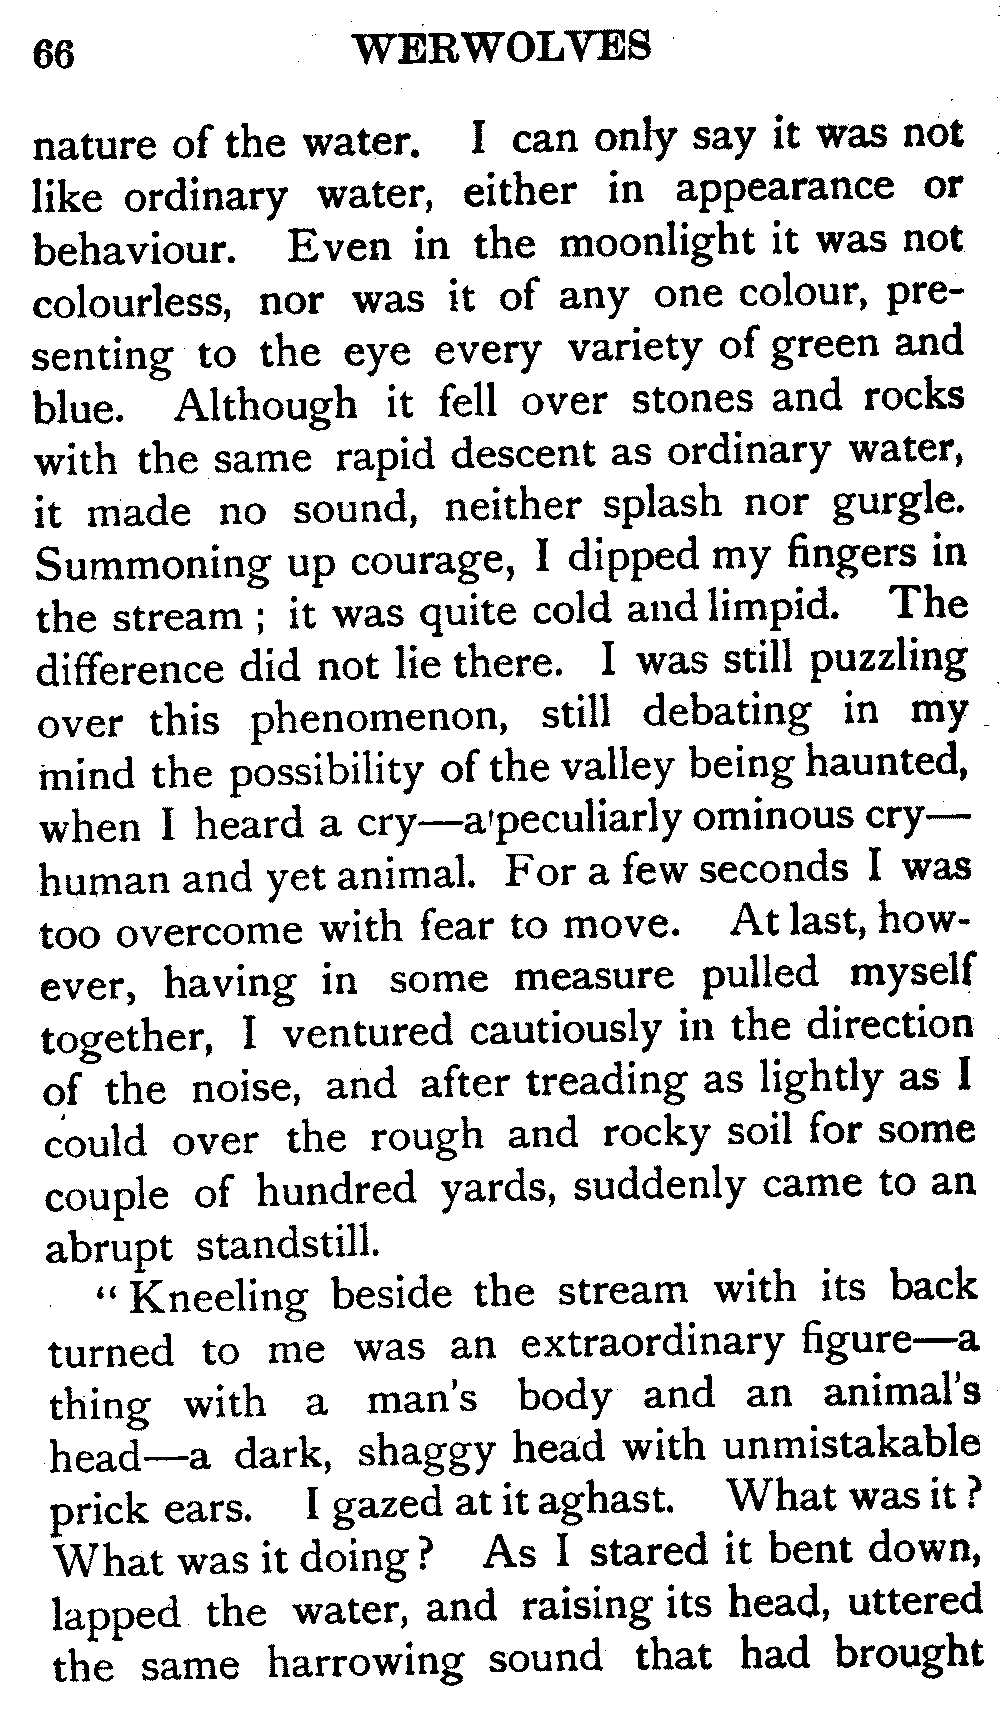 66 WERWOLVES
nature of the water. I can only say it was not
like ordinary water, either in appearance or
behaviour. Even in the moonlight it was not
colourless, nor was it of any one colour, pre-
senting to the eye every variety of green and
blue. Although it fell over stones and rocks
with the same rapid descent as ordinary water,
it made no sound, neither splash nor gurgle.
Summoning up courage, I dipped my fingers in
the stream ; it was quite cold and limpid. The
difference did not lie there. I was still puzzling
over this phenomenon, still debating in my
mind the possibility of the valley being haunted,
when I heard a cry—a peculiarly ominous cry—
human and yet animal. For a few seconds I was
too overcome with fear to move. At last, how-
ever, having in some measure pulled myself
together, I ventured cautiously in the direction
of the noise, and after treading as lightly as I
could over the rough and rocky soil for some
couple of hundred yards, suddenly came to an
abrupt standstill.
“ Kneeling beside the stream with its back
turned to me was an extraordinary figure—a
thing with a man's body and an animal's
head—a dark, shaggy head with unmistakable
prick ears. I gazed at it aghast. What was it ?
What was it doing ? As I stared it bent down,
lapped the water, and raising its head, uttered
the same harrowing sound that had brought